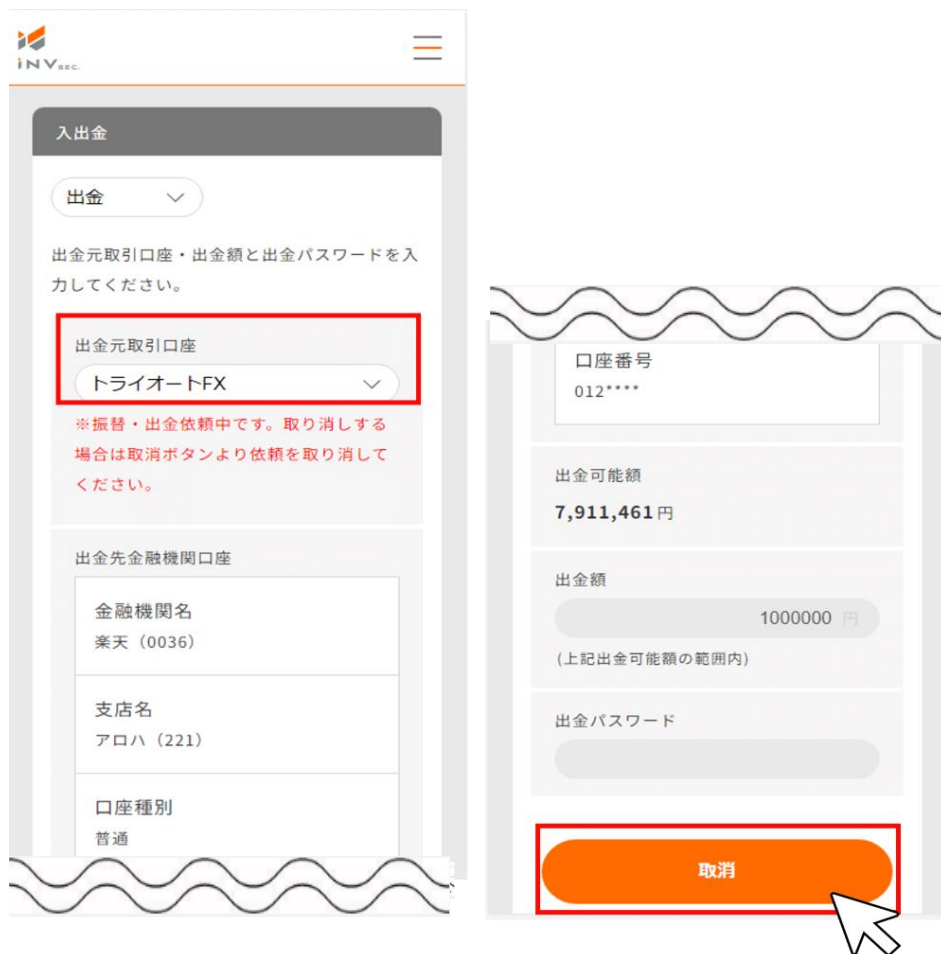 iNVsec.
入出金
出金
出金元取引口座・出金額と出金パスワードを入
力してください。
出金元取引口座
トライオートFX
※振替・出金依頼中です。取り消しする
場合は取消ボタンより依頼を取り消して
ください。
出金先金融機関口座
金融機関名
楽天（0036）
支店名
アロハ（221）
口座種別
普通
口座番号
012****
出金可能額
7,911,461円
出金額
1000000 円
(上記出金可能額の範囲内)
出金パスワード
取消